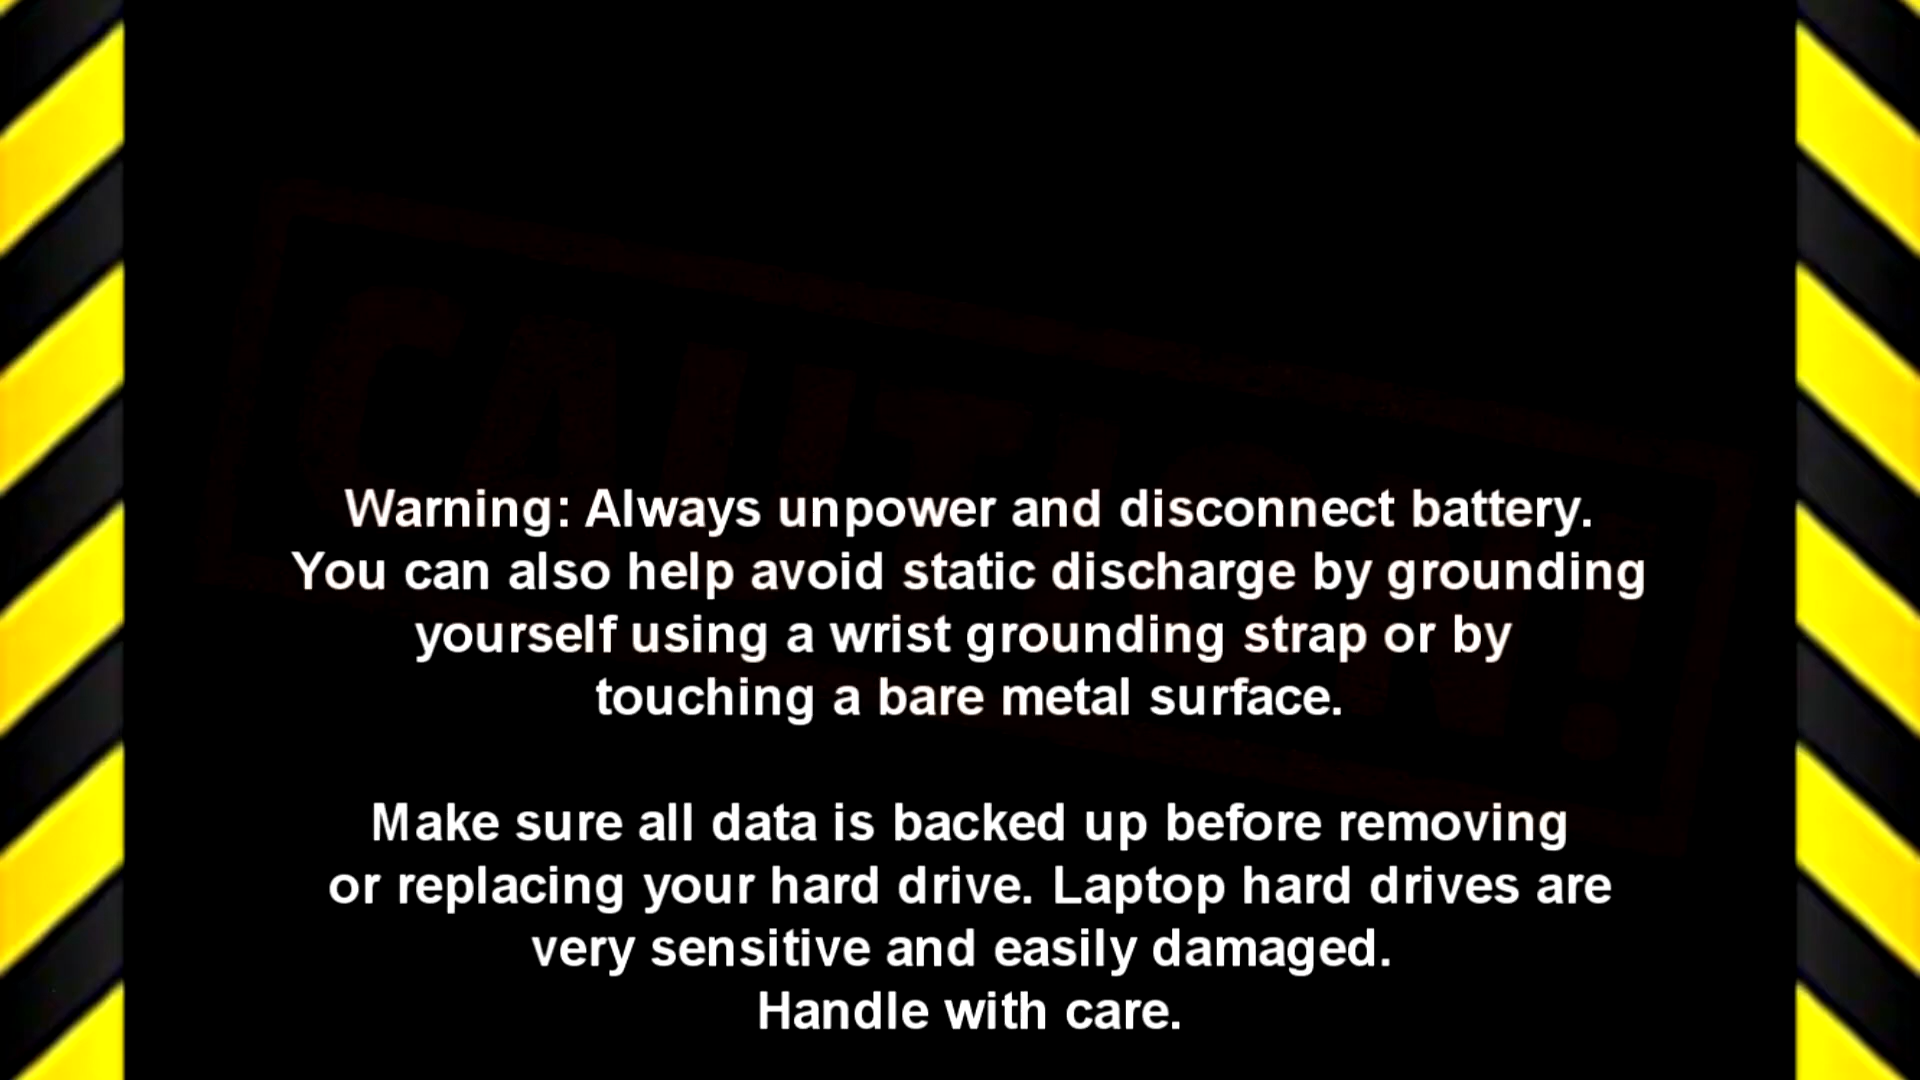 CAUTION!
Warning: Always unpower and disconnect battery.
You can also help avoid static discharge by grounding
yourself using a wrist grounding strap or by
touching a bare metal surface.
Make sure all data is backed up before removing
or replacing your hard drive. Laptop hard drives are
very sensitive and easily damaged.
Handle with care.